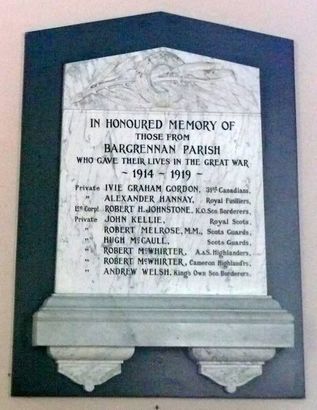 IN HONOURED MEMORY OF
THOSE FROM
BARGRENNAN PARISH
WHO GAVE THEIR LIVES IN THE GREAT WAR
~ 1914 ~ 1919 ~
Private IVIE GRAHAM GORDON, 31st Canadians.
" ALEXANDER HANNAY, Royal Fusiliers,
Corpl ROBERT H. JOHNSTONE, K.O. Sco. Borderers.
Private JOHN KELLIE, Royal Scots.
" ROBERT MELROSE, M.M., Scots Guards.
" HUGH McCAULL, Scots Guards.
" ROBERT McWHIRTER, A.&S. Highlanders.
" ROBERT McWHIRTER, Cameron Highland'rs.
" ANDREW WELSH, King's Own Sco. Borderers.